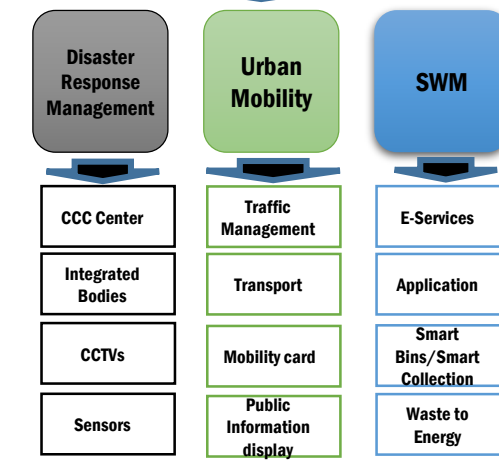 Disaster
Response
Management
Urban
Mobility
SWM
CCC Center
Traffic
Management
E-Services
Integrated
Bodies
Transport
Application
CCTVs
Mobility card
Smart
Bins/Smart
Collection
Sensors
Public
Information
display
Waste to
Energy